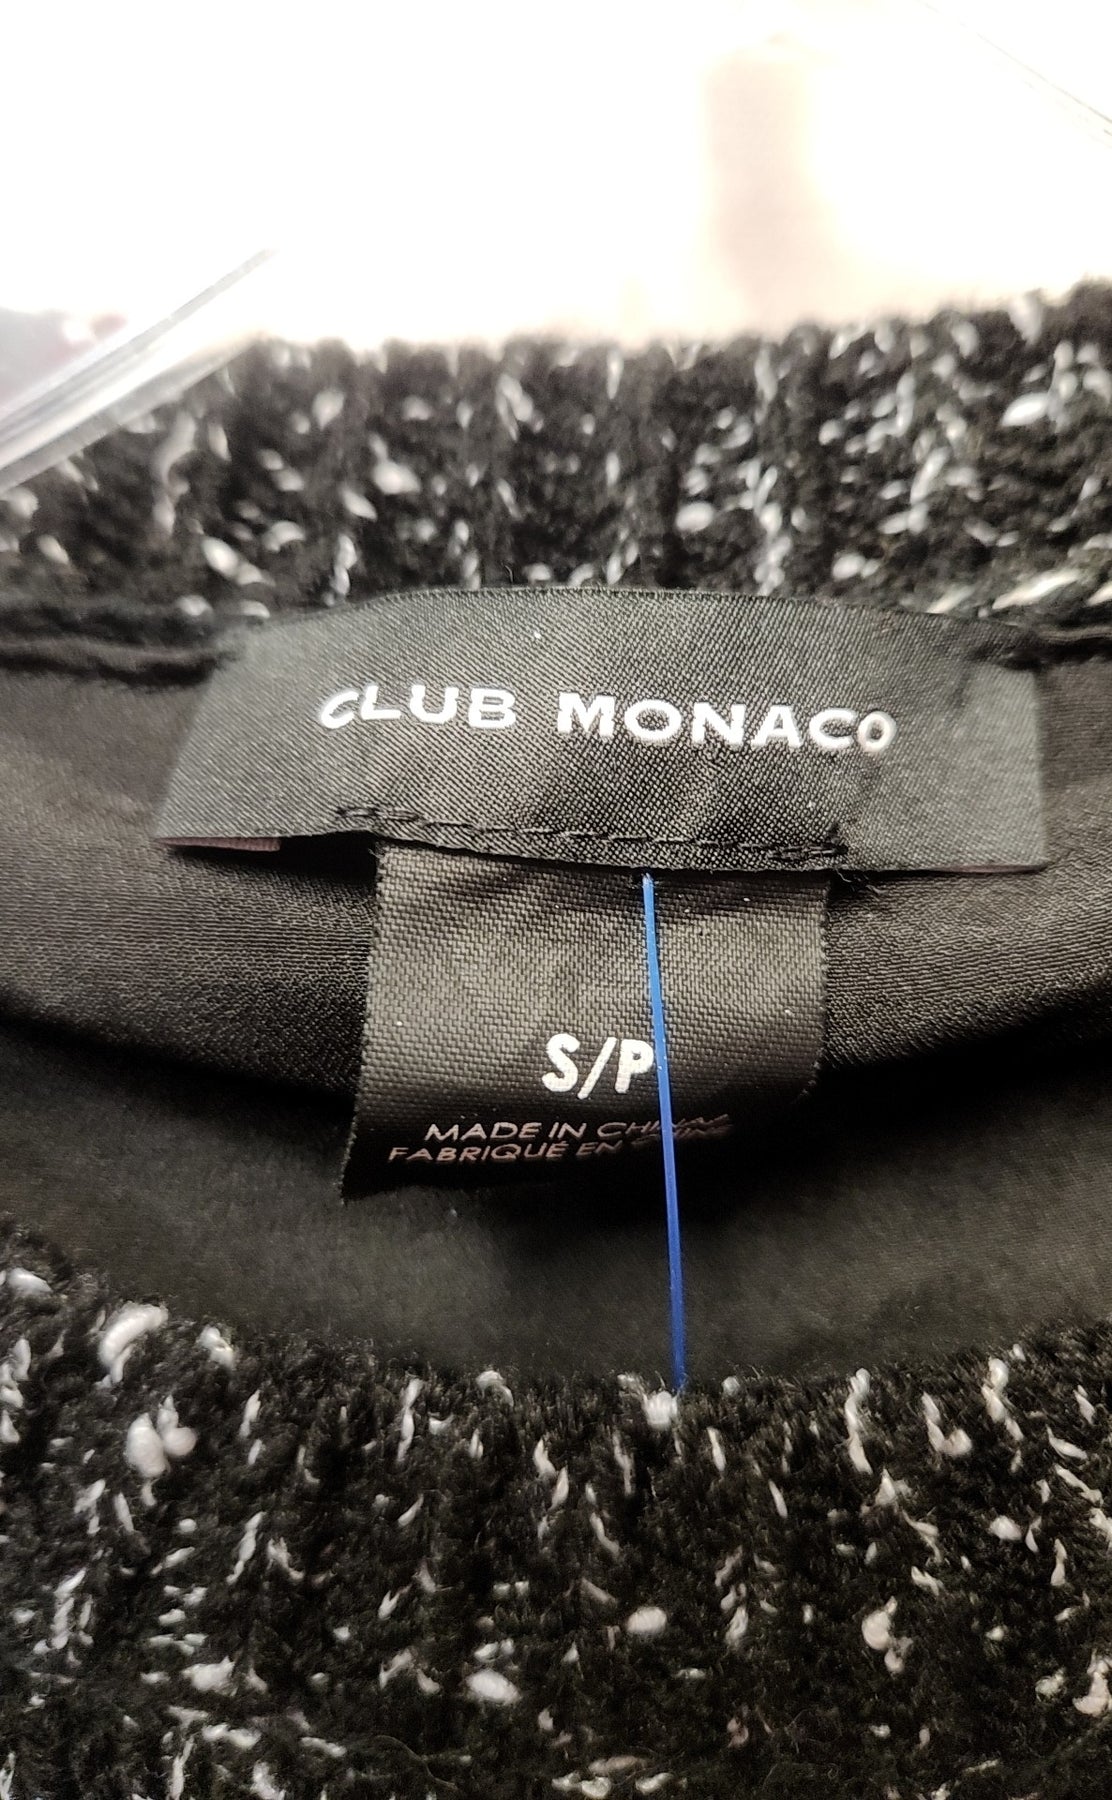 CLUB MONACO
S/P
MADE IN CHINA
FABRIQUÉ EN CHINE